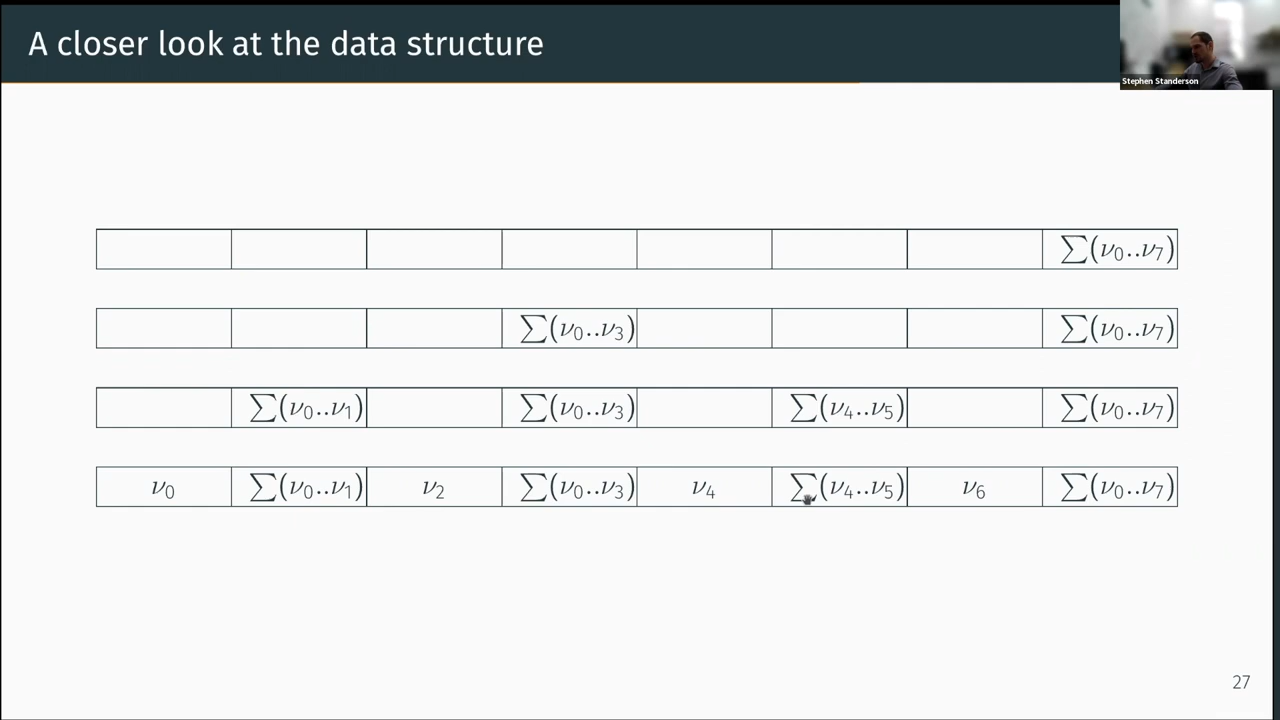 A closer look at the data structure
Stephen Standerson
∑(ν₀..ν₇)
∑(ν₀..ν₃) ∑(ν₀..ν₇)
∑(ν₀..ν₁) ∑(ν₀..ν₃) ∑(ν₄..ν₅) ∑(ν₀..ν₇)
ν₀ ∑(ν₀..ν₁) ν₂ ∑(ν₀..ν₃) ν₄ ∑(ν₄..ν₅) ν₆ ∑(ν₀..ν₇)
27